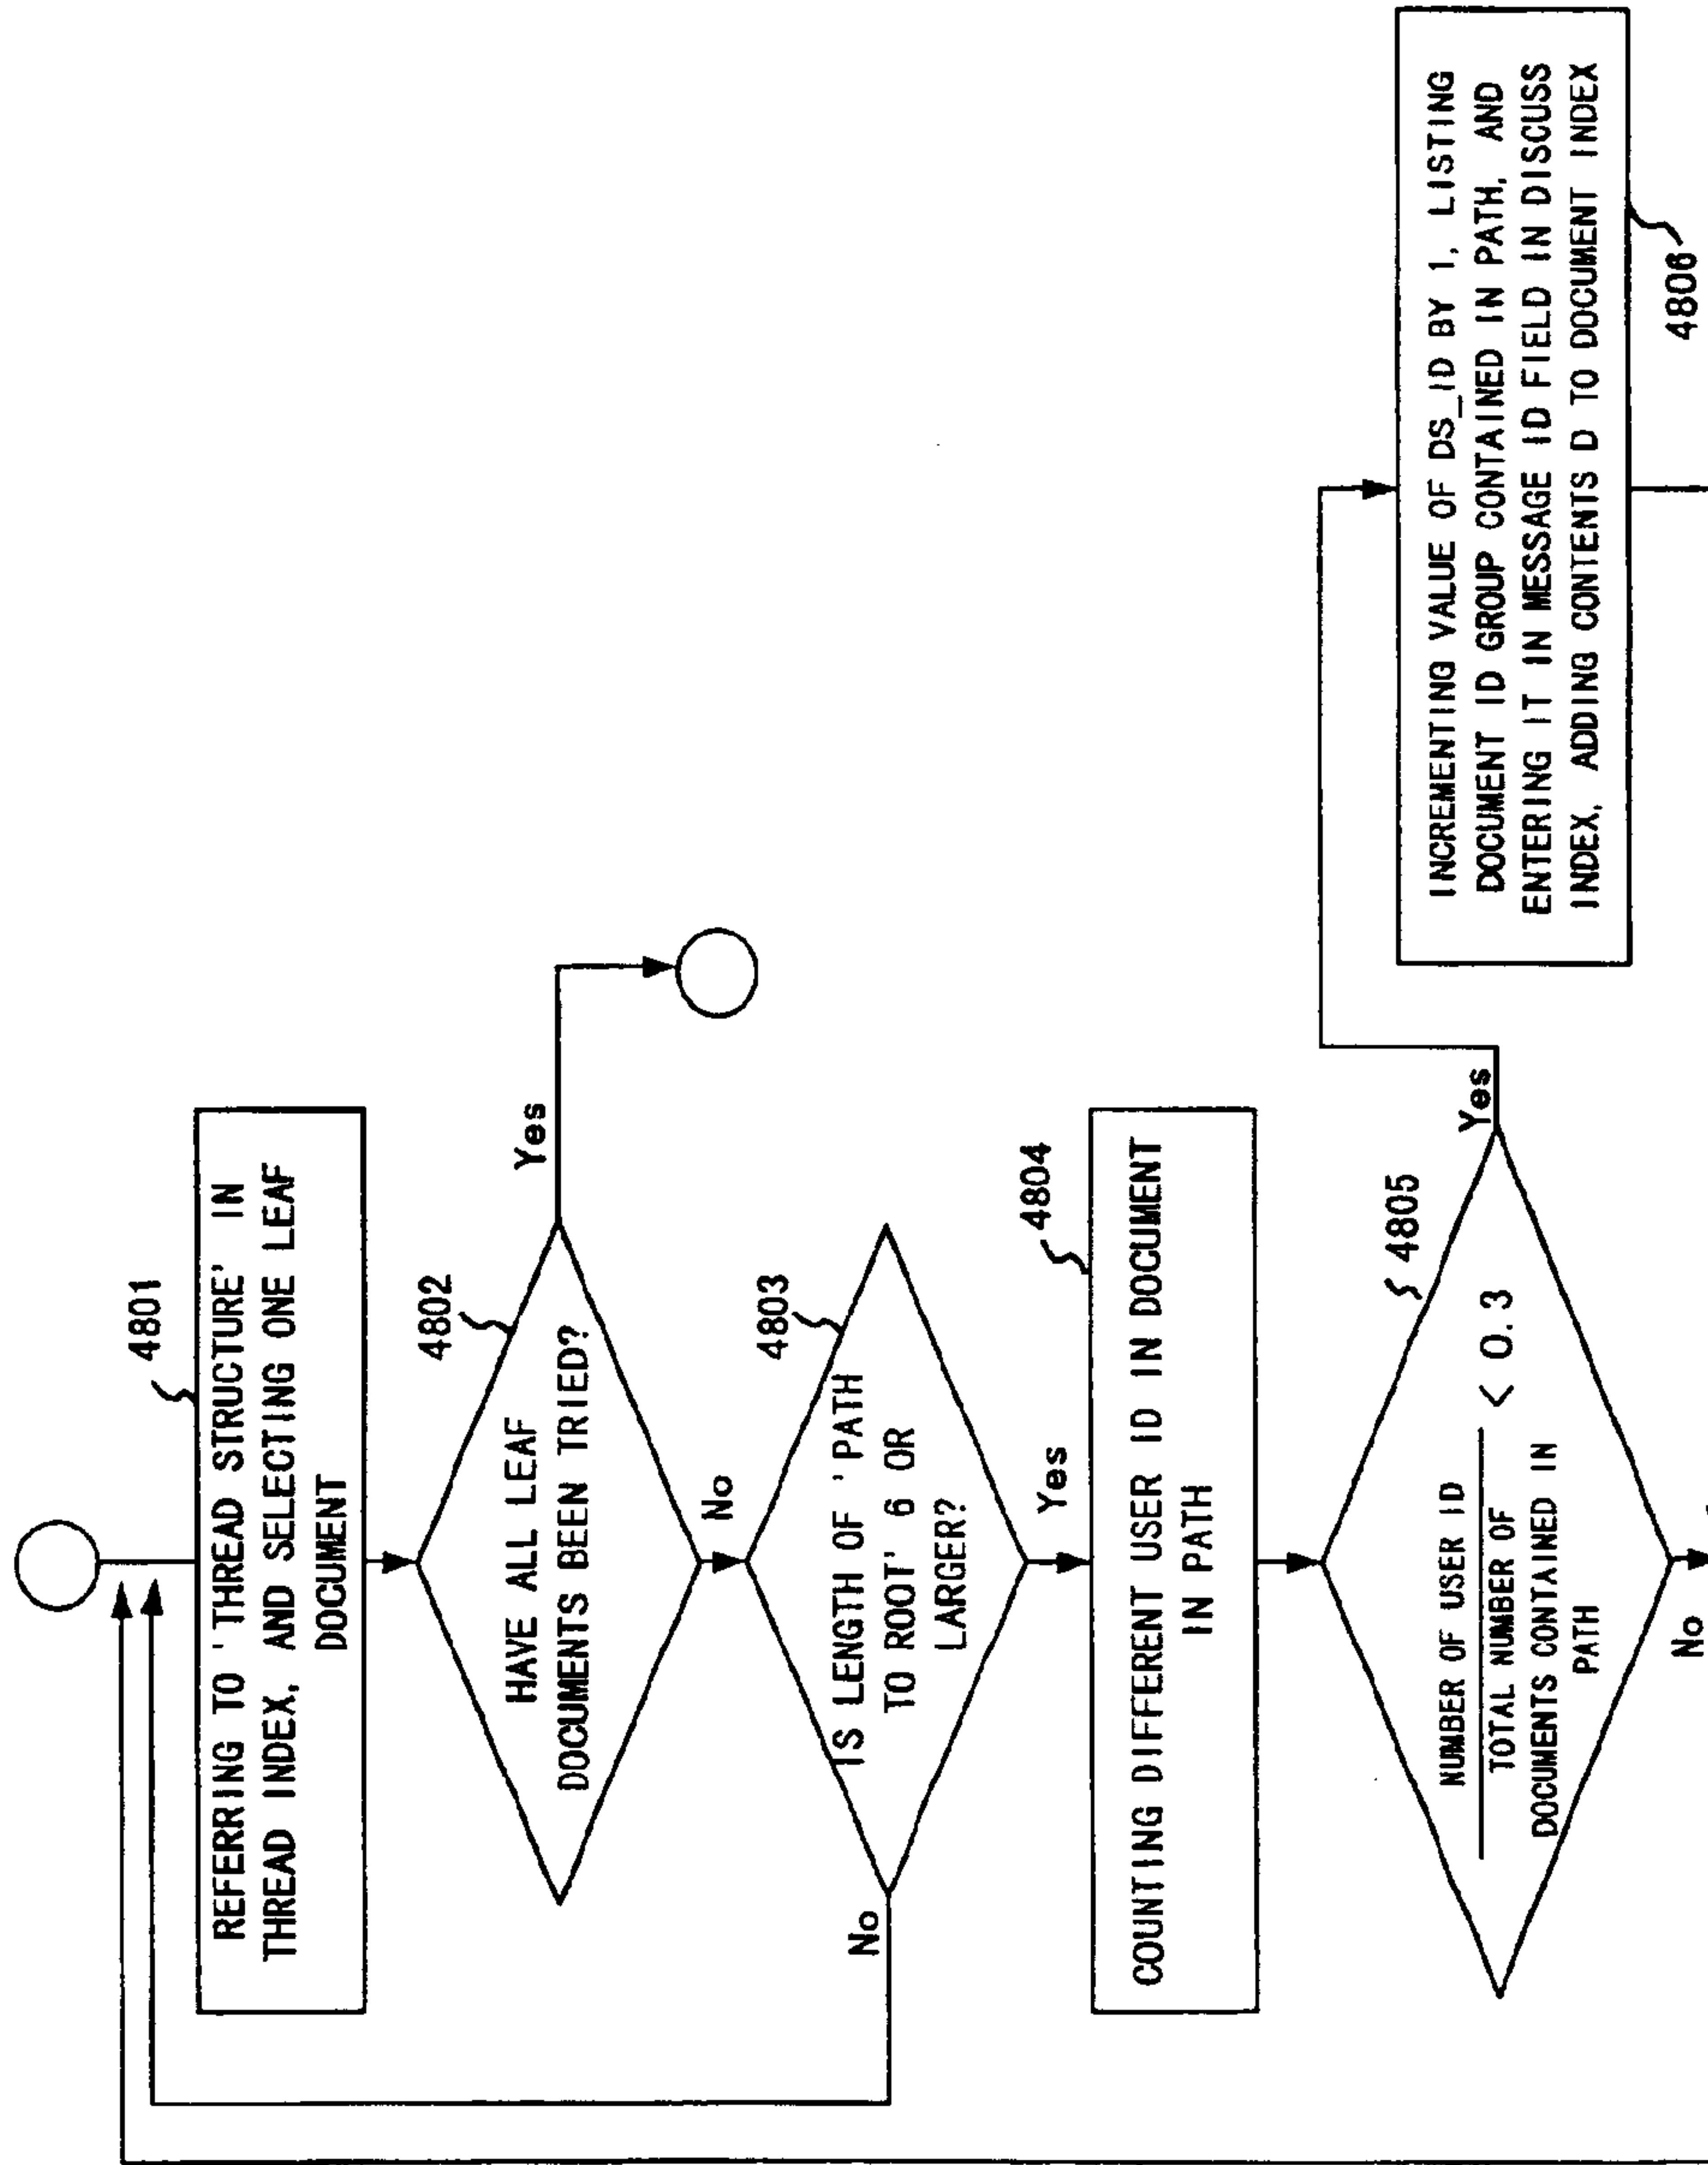 4801
REFERRING TO 'THREAD STRUCTURE' IN
THREAD INDEX, AND SELECTING ONE LEAF
DOCUMENT
4802
HAVE ALL LEAF
DOCUMENTS BEEN TRIED?
Yes
No
4803
IS LENGTH OF 'PATH
TO ROOT' 6 OR
LARGER?
No
Yes
4804
COUNTING DIFFERENT USER ID IN DOCUMENT
IN PATH
4805
NUMBER OF USER ID
TOTAL NUMBER OF
DOCUMENTS CONTAINED IN
PATH
< 0.3
Yes
No
INCREMENTING VALUE OF DS_ID BY 1, LISTING
DOCUMENT ID GROUP CONTAINED IN PATH, AND
ENTERING IT IN MESSAGE ID FIELD IN DISCUSS
INDEX, ADDING CONTENTS D TO DOCUMENT INDEX
4806